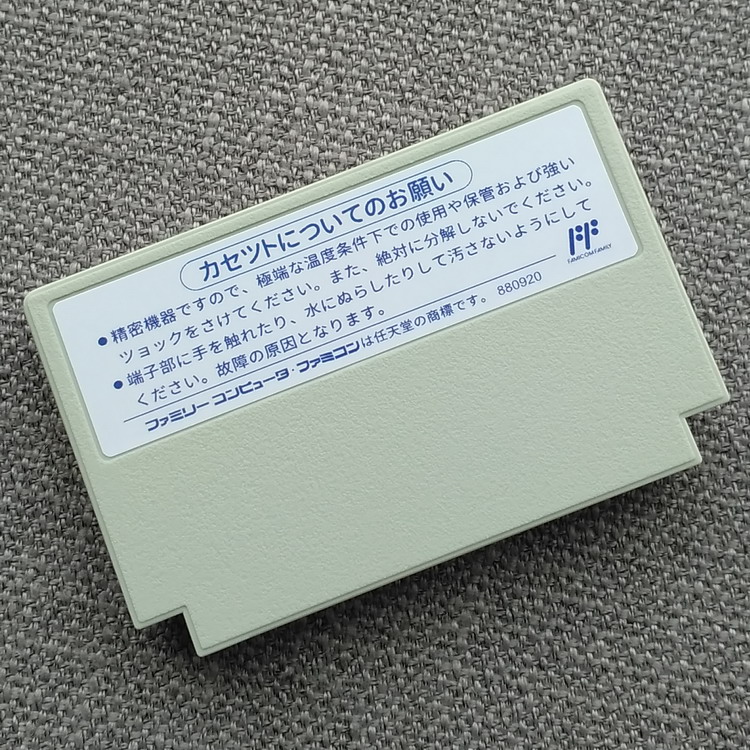 カセツトについてのお願い
●精密機器ですので、極端な温度条件下での使用や保管および強い
ツョックをさけてください。また、絶対に分解しないでください。
●端子部に手を触れたり、水にぬらしたりして汚さないようにして
ください。故障の原因となります。
FAMICOM FAMILY
ファミリー コンピュータ・ファミコンは任天堂の商標です。 880920